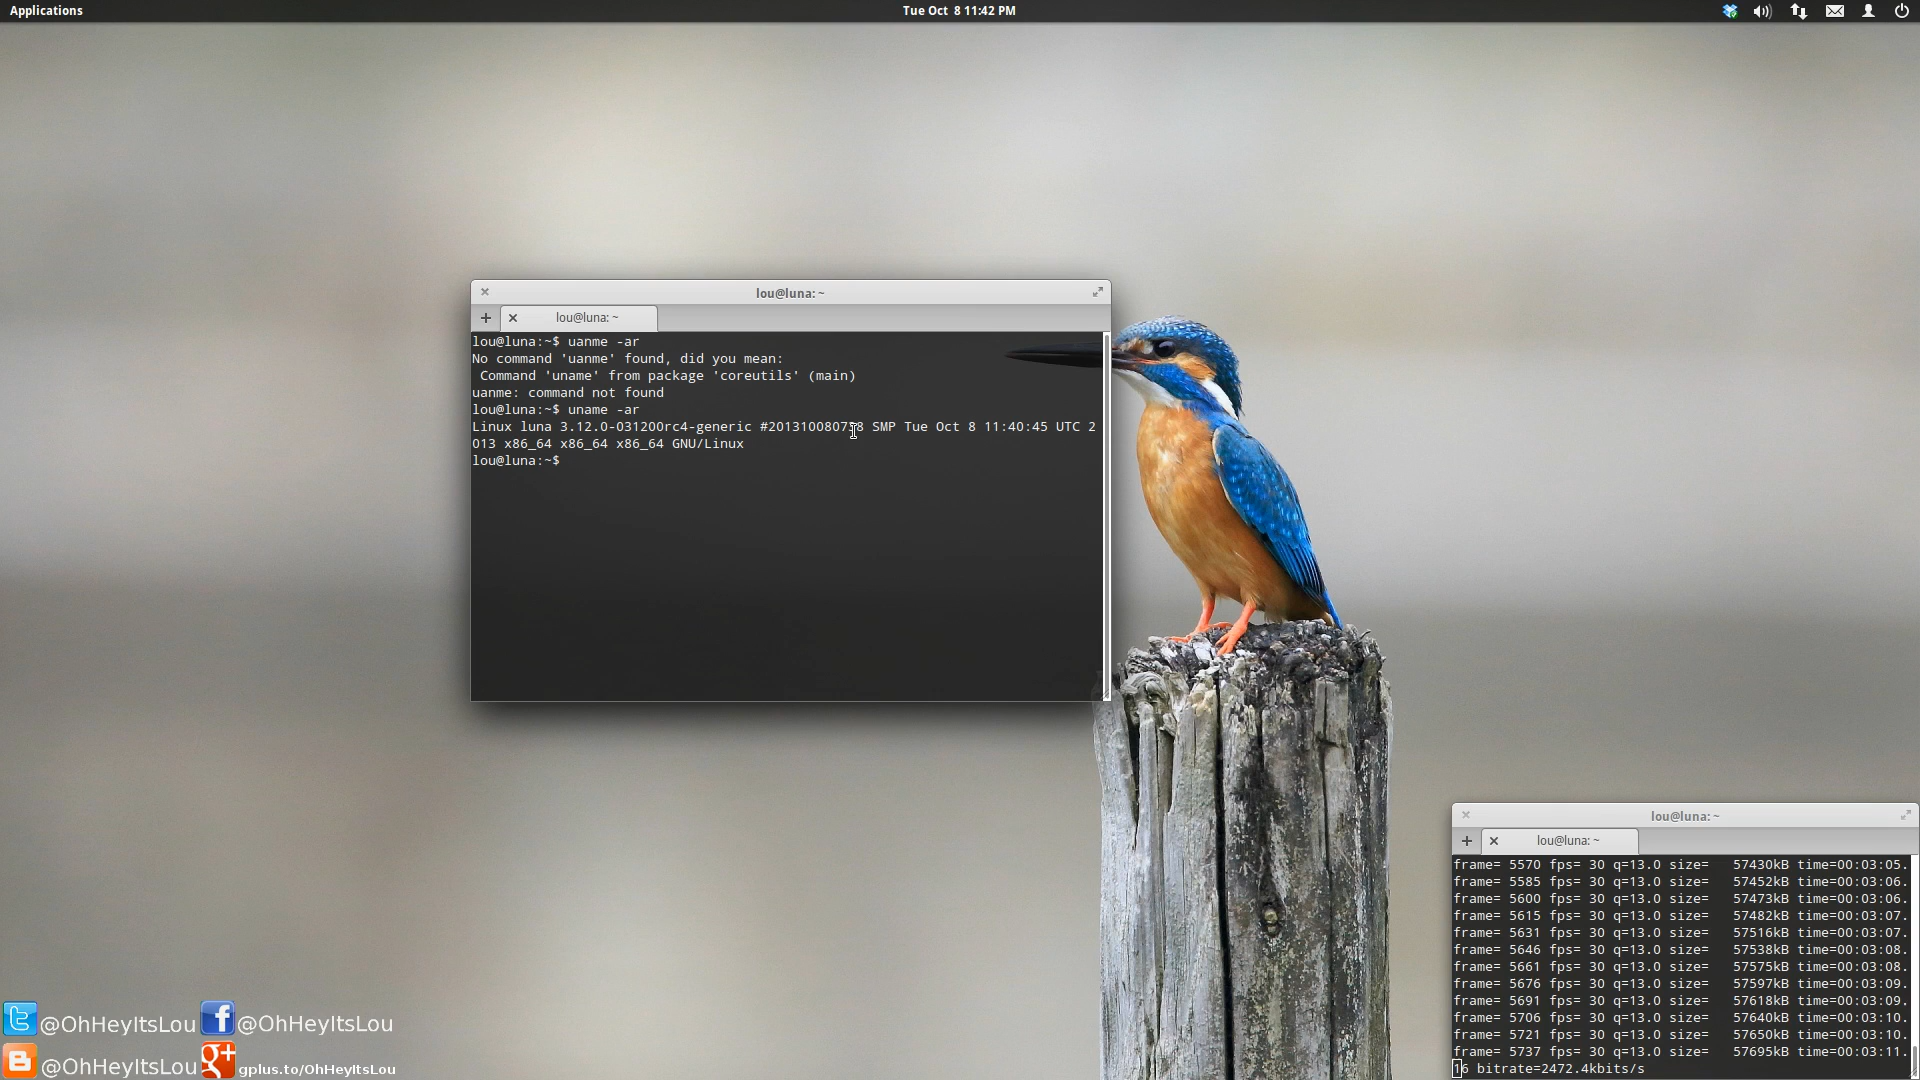 Applications
Tue Oct 8 11:42 PM
lou@luna: ~
lou@luna: ~
lou@luna:~$ uanme -ar
No command 'uanme' found, did you mean:
Command 'uname' from package 'coreutils' (main)
uanme: command not found
lou@luna:~$ uname -ar
Linux luna 3.12.0-031200rc4-generic #201310080758 SMP Tue Oct 8 11:40:45 UTC 2
013 x86_64 x86_64 x86_64 GNU/Linux
lou@luna:~$
lou@luna: ~
lou@luna: ~
frame= 5570 fps= 30 q=13.0 size= 57430kB time=00:03:05.
frame= 5585 fps= 30 q=13.0 size= 57452kB time=00:03:06.
frame= 5600 fps= 30 q=13.0 size= 57473kB time=00:03:06.
frame= 5615 fps= 30 q=13.0 size= 57482kB time=00:03:07.
frame= 5631 fps= 30 q=13.0 size= 57516kB time=00:03:07.
frame= 5646 fps= 30 q=13.0 size= 57538kB time=00:03:08.
frame= 5661 fps= 30 q=13.0 size= 57575kB time=00:03:08.
frame= 5676 fps= 30 q=13.0 size= 57597kB time=00:03:09.
frame= 5691 fps= 30 q=13.0 size= 57618kB time=00:03:09.
frame= 5706 fps= 30 q=13.0 size= 57640kB time=00:03:10.
frame= 5721 fps= 30 q=13.0 size= 57650kB time=00:03:10.
frame= 5737 fps= 30 q=13.0 size= 57695kB time=00:03:11.
16 bitrate=2472.4kbits/s
@OhHeyItsLou @OhHeyItsLou
@OhHeyItsLou gplus.to/OhHeyItsLou